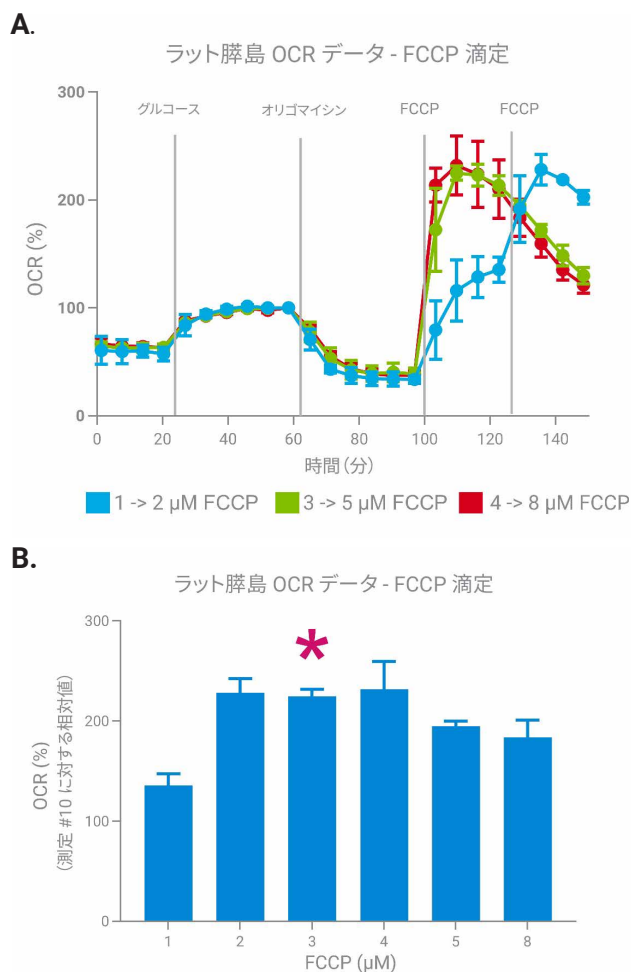 A.
ラット膵島 OCR データ - FCCP 滴定
300
グルコース
オリゴマイシン
FCCP
FCCP
200
OCR (%)
100
0
0 20 40 60 80 100 120 140
時間(分)
1 -> 2 µM FCCP 3 -> 5 µM FCCP 4 -> 8 µM FCCP
B.
ラット膵島 OCR データ - FCCP 滴定
300
*
200
OCR (%)
(測定 #10 に対する相対値)
100
0
1 2 3 4 5 8
FCCP (µM)